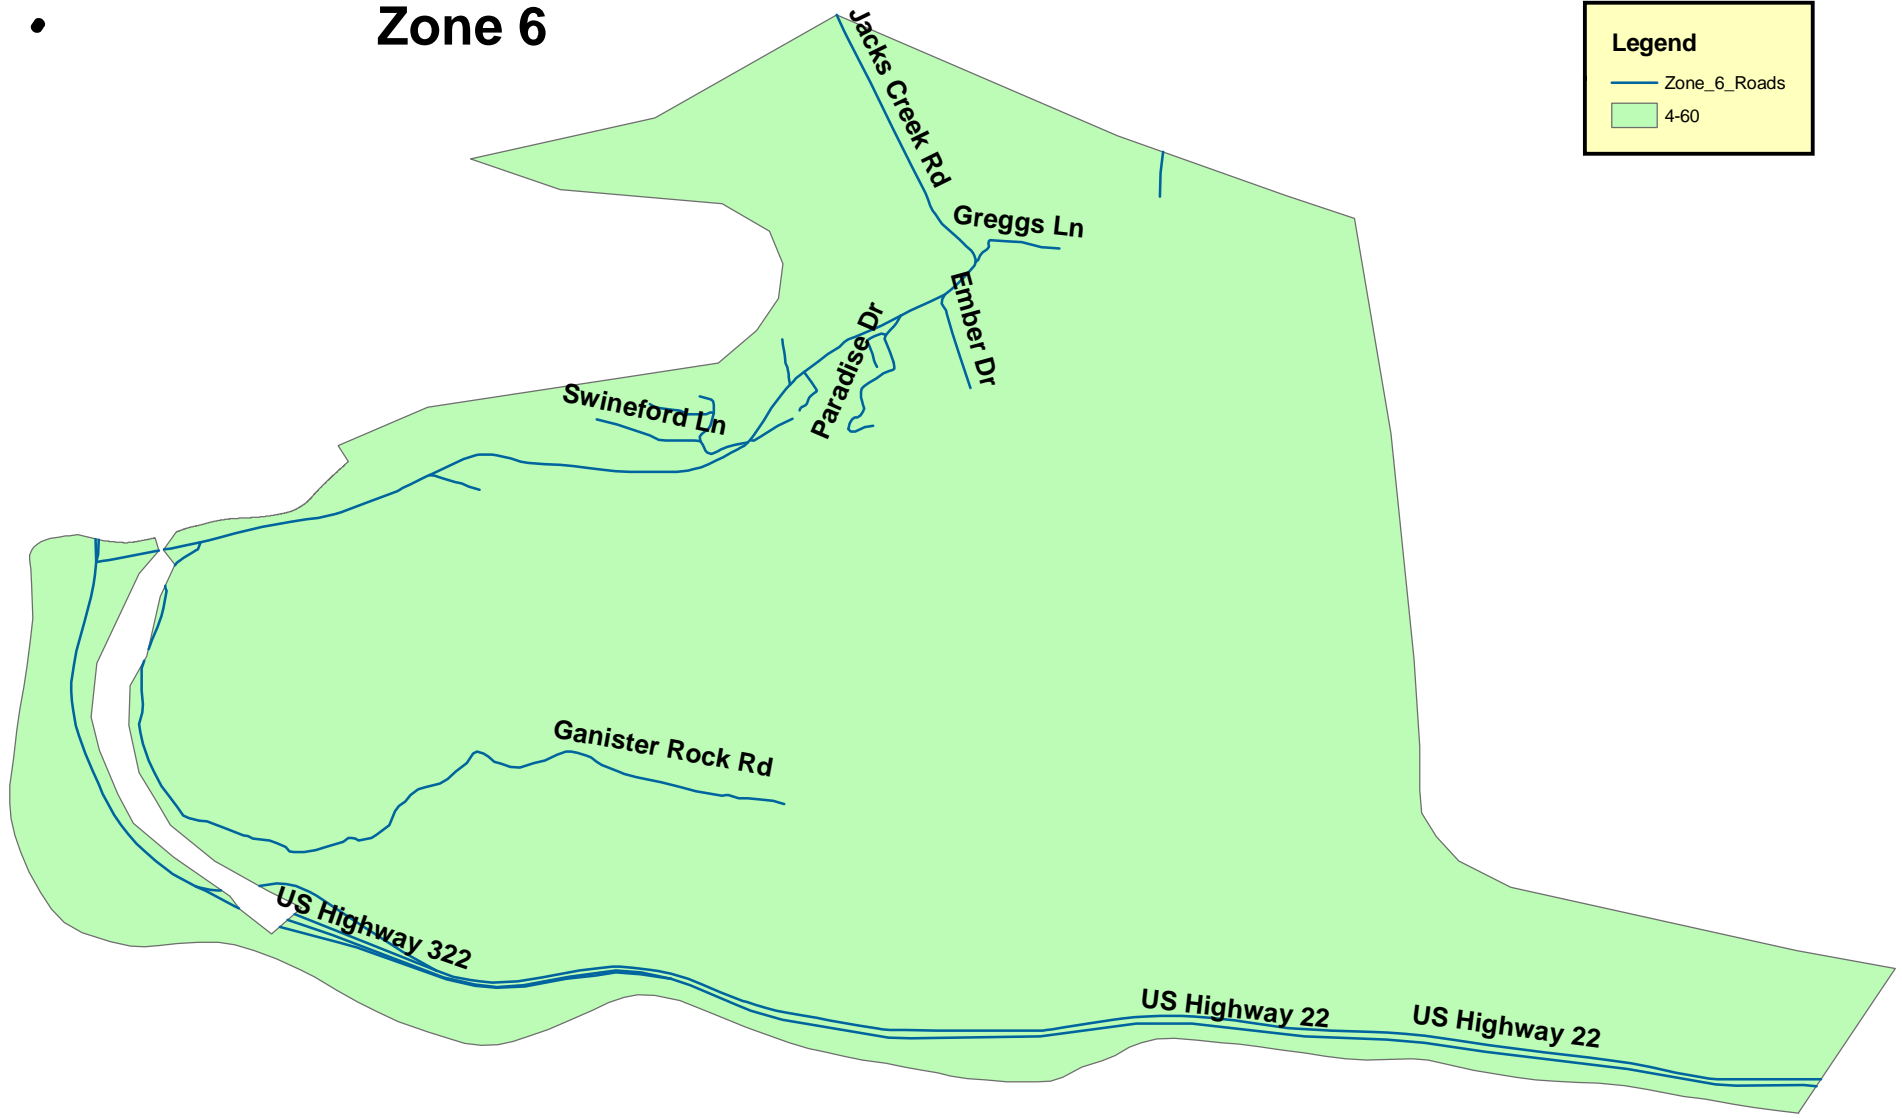 Zone 6
Legend
Zone_6_Roads
4-60
Jacks Creek Rd
Greggs Ln
Ember Dr
Paradise Dr
Swineford Ln
Ganister Rock Rd
US Highway 322
US Highway 22
US Highway 22